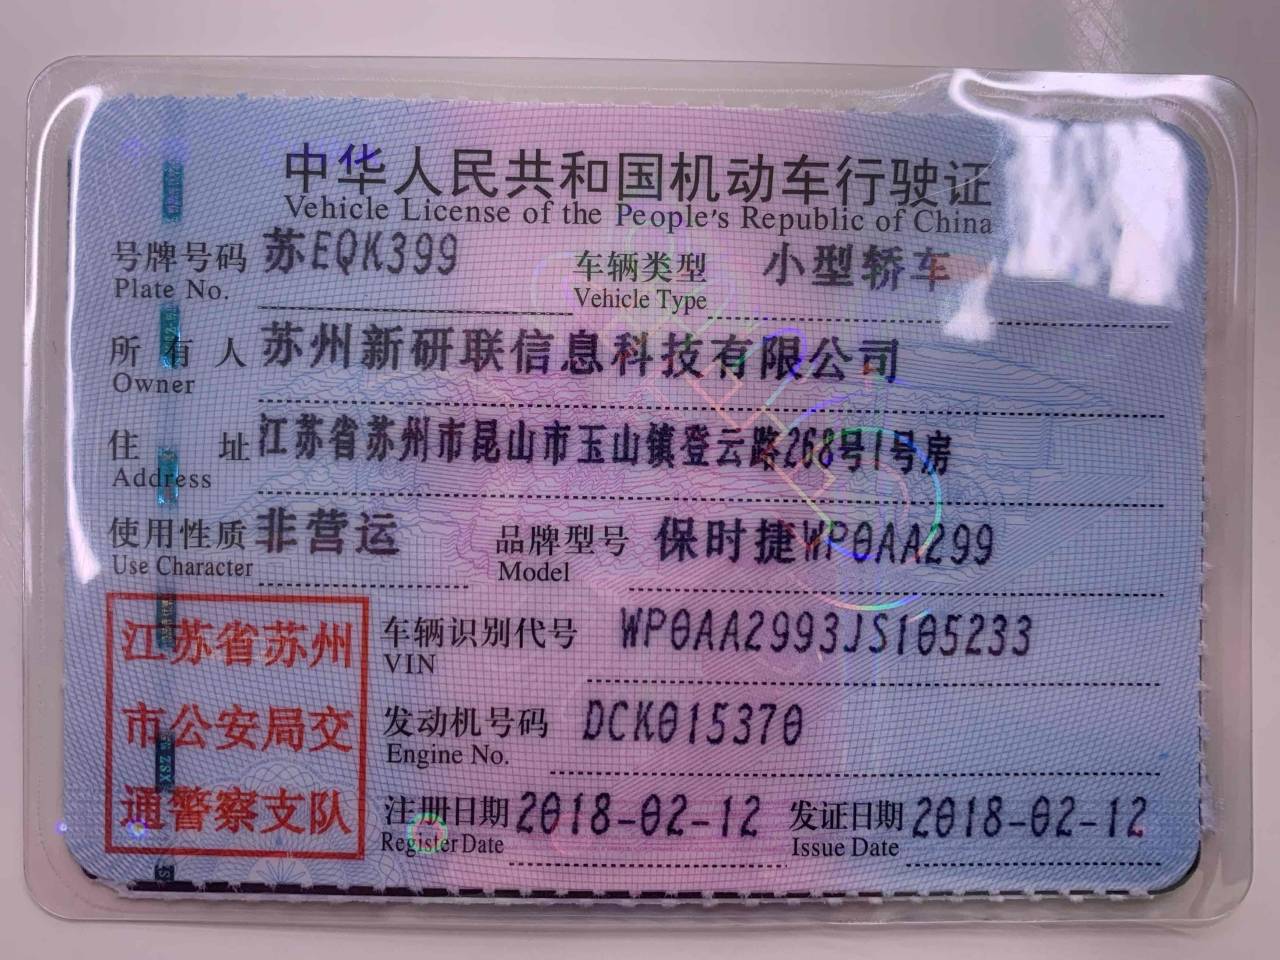 中华人民共和国机动车行驶证
Vehicle License of the People's Republic of China
号牌号码 苏EQK399 车辆类型 小型轿车
Plate No. Vehicle Type
所有人 苏州新研联信息科技有限公司
Owner
住址 江苏省苏州市昆山市玉山镇登云路268号1号房
Address
使用性质 非营运 品牌型号 保时捷WP0AA299
Use Character Model
江苏省苏州
市公安局交
通警察支队
车辆识别代号 WP0AA2993JS105233
VIN
发动机号码 DCK015370
Engine No.
注册日期 2018-02-12 发证日期 2018-02-12
Register Date Issue Date